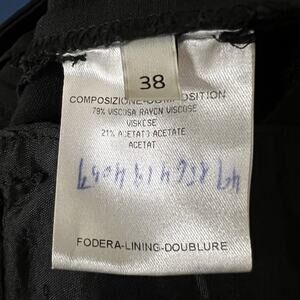 38
COMPOSIZIONE-COMPOSITION
79% VISCOSA RAYON VISCOSE
VISKOSE
21% ACETATO ACETATE
ACETAT
FODERA-LINING-DOUBLURE